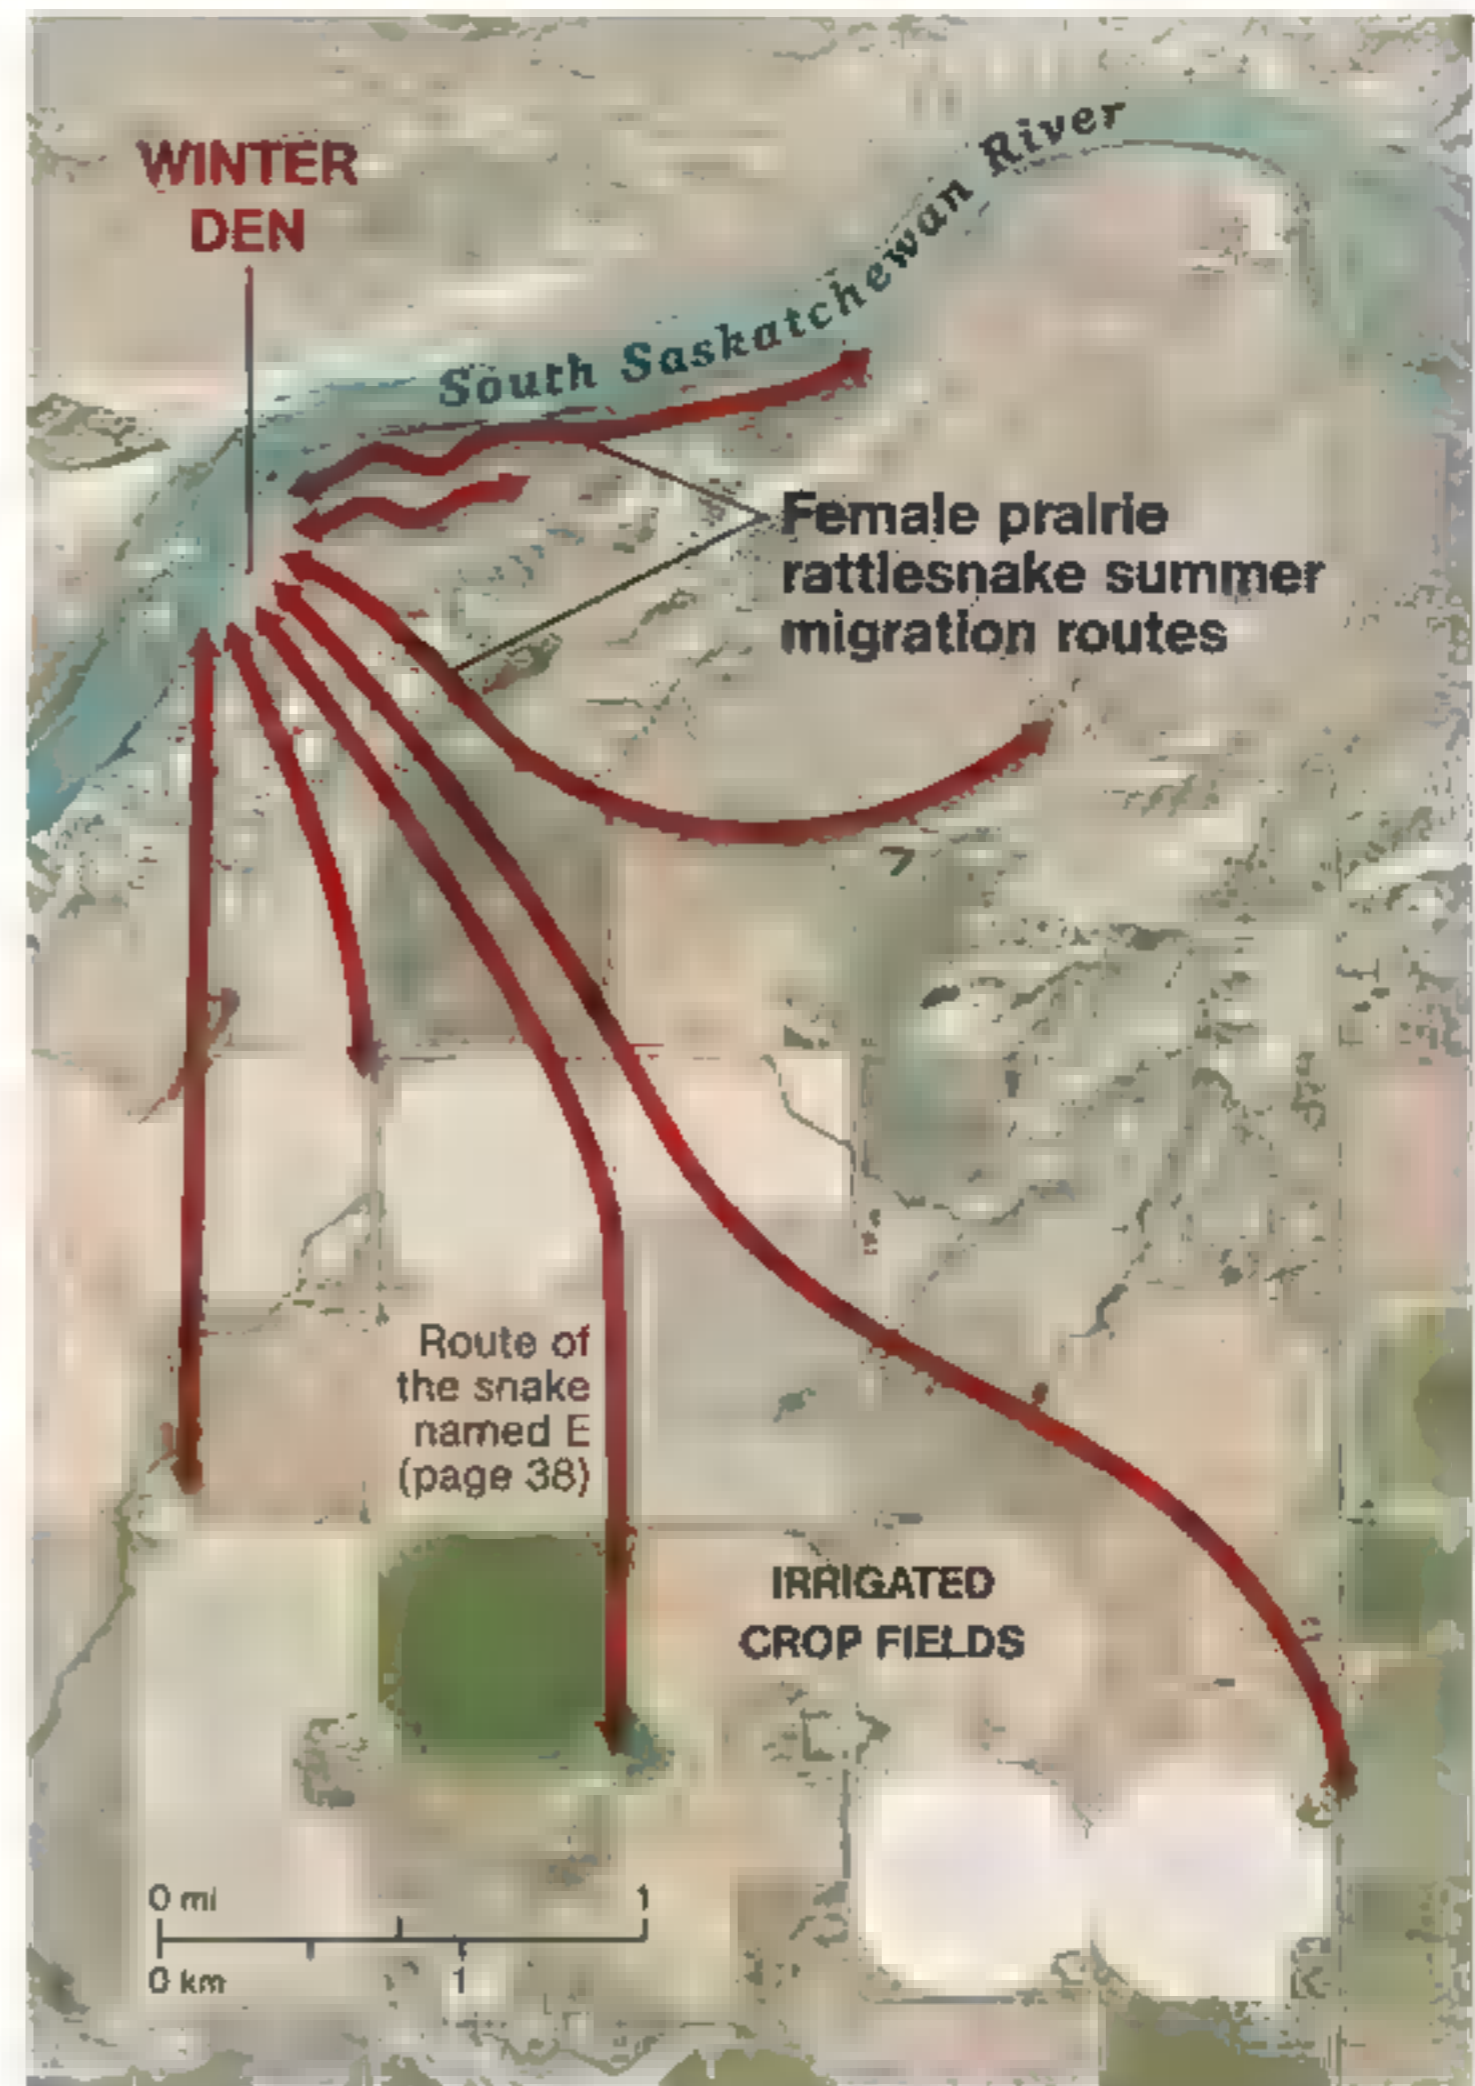 WINTER
DEN
South Saskatchewan River
Female prairie
rattlesnake summer
migration routes
Route of
the snake
named E
(page 38)
IRRIGATED
CROP FIELDS
0 mi
1
0 km
1